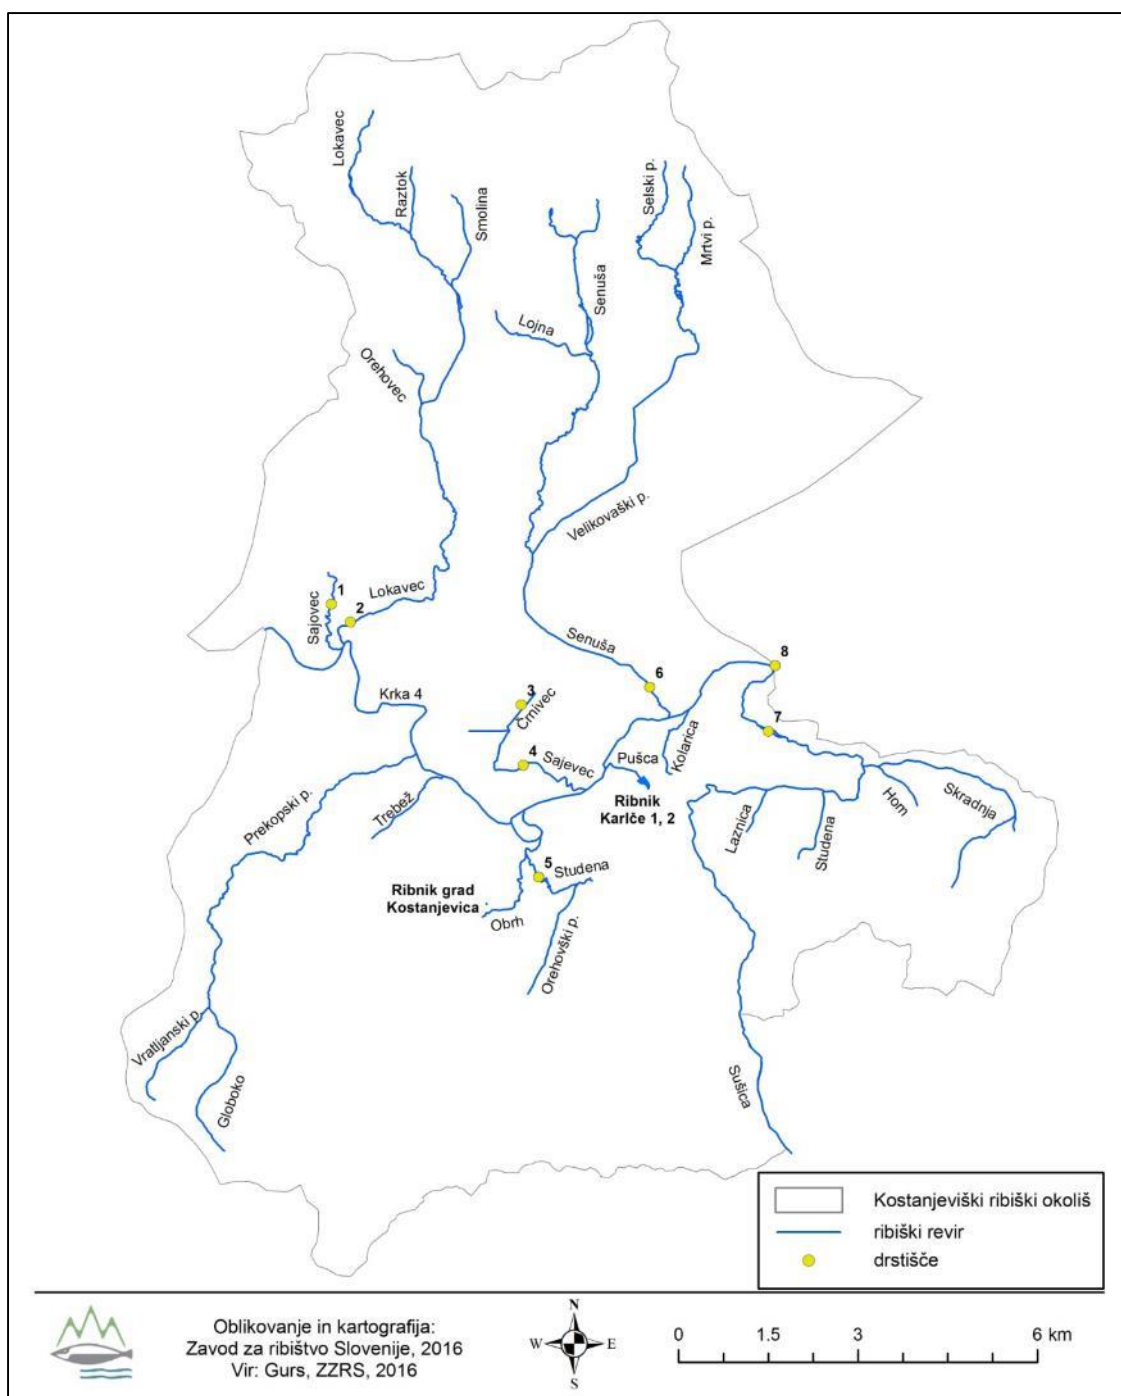 Lokavec
Raztok
Smolina
Selski p.
Mrtvi p.
Senuša
Lojna
Orehovec
Velikovaški p.
1
2
Lokavec
Sajovec
Senuša
8
6
3
Krka 4
Črnivec
7
Kolarica
4
Sajevec
Pušca
Ribnik
Karlče 1, 2
Hom
Skradnja
Prekopski p.
Trebež
Laznica
Studena
5
Studena
Ribnik grad
Kostanjevica
Obrh
Orehovški p.
Vratljanski p.
Globoko
Sušica
Kostanjeviški ribiški okoliš
ribiški revir
drstišče
Oblikovanje in kartografija:
Zavod za ribištvo Slovenije, 2016
Vir: Gurs, ZZRS, 2016
N
W E
S
0 1.5 3 6 km